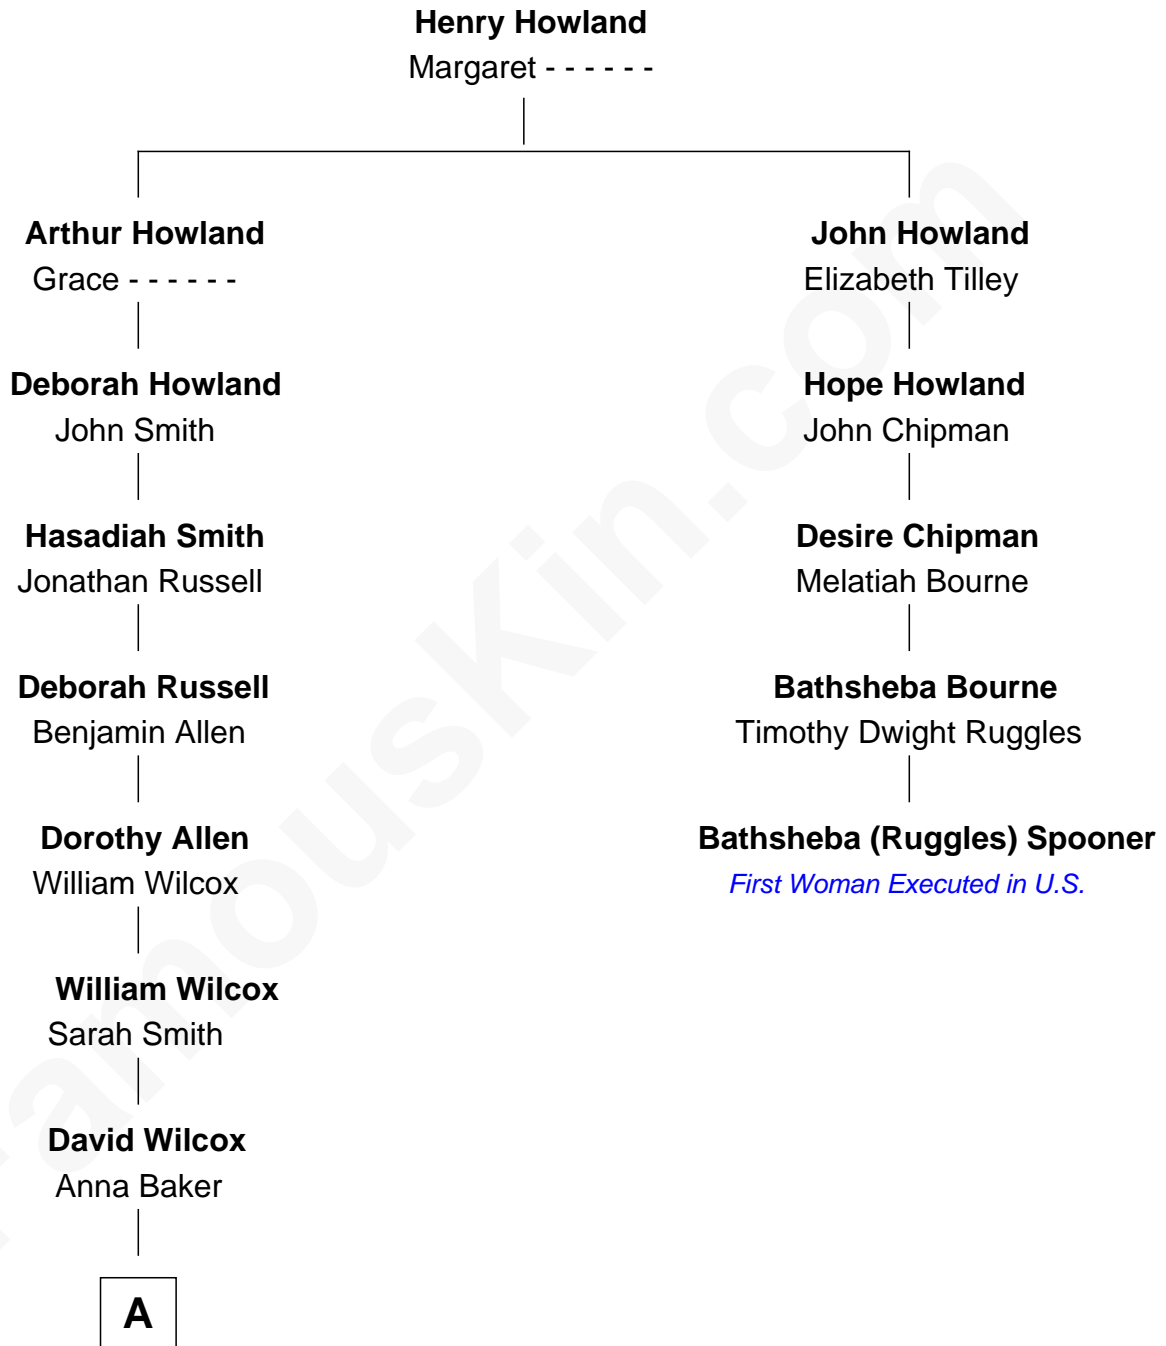 Henry Howland
Margaret - - - - - -
Arthur Howland
Grace - - - - - -
John Howland
Elizabeth Tilley
Deborah Howland
John Smith
Hope Howland
John Chipman
Hasadiah Smith
Jonathan Russell
Desire Chipman
Melatiah Bourne
Deborah Russell
Benjamin Allen
Bathsheba Bourne
Timothy Dwight Ruggles
Dorothy Allen
William Wilcox
Bathsheba (Ruggles) Spooner
First Woman Executed in U.S.
William Wilcox
Sarah Smith
David Wilcox
Anna Baker
A
FamousKin.com